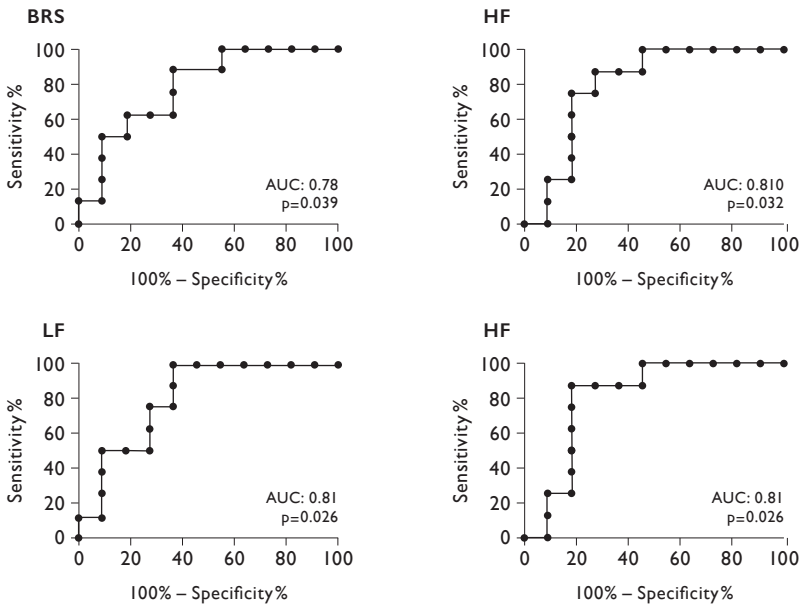 BRS
100
80
60
40
20
0
Sensitivity %
AUC: 0.78
p=0.039
0 20 40 60 80 100
100% – Specificity%
HF
100
80
60
40
20
0
Sensitivity %
AUC: 0.810
p=0.032
0 20 40 60 80 100
100% – Specificity%
LF
100
80
60
40
20
0
Sensitivity %
AUC: 0.81
p=0.026
0 20 40 60 80 100
100% – Specificity%
HF
100
80
60
40
20
0
Sensitivity %
AUC: 0.81
p=0.026
0 20 40 60 80 100
100% – Specificity%